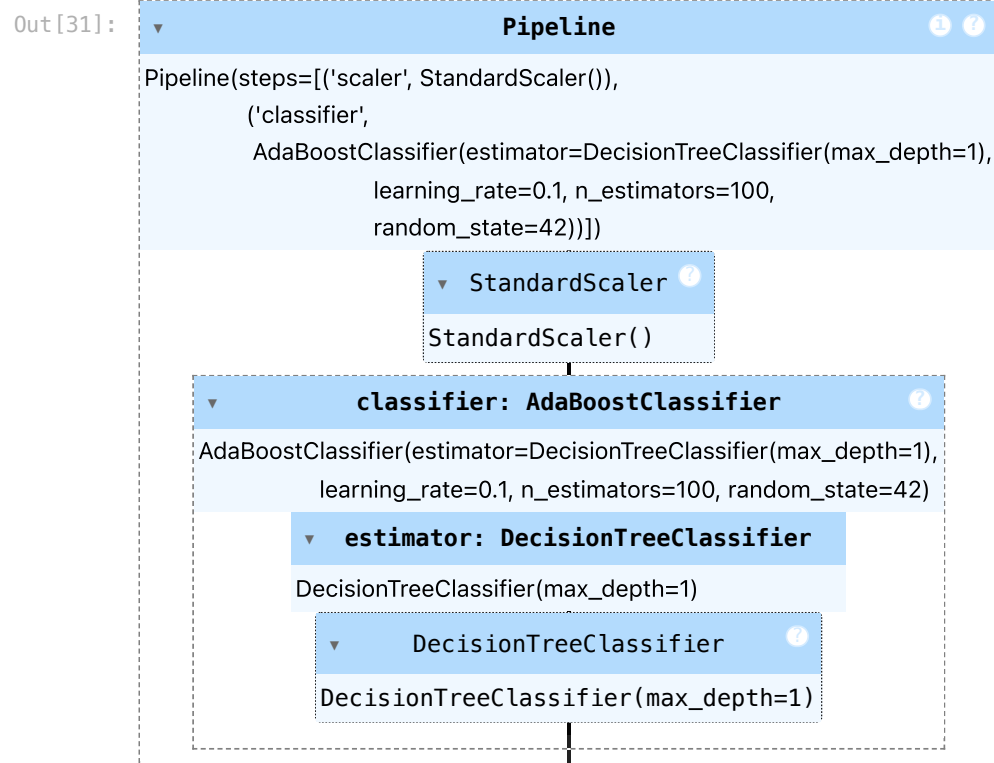 Out[31]:
▾ Pipeline i ?
Pipeline(steps=[('scaler', StandardScaler()),
('classifier',
AdaBoostClassifier(estimator=DecisionTreeClassifier(max_depth=1),
learning_rate=0.1, n_estimators=100,
random_state=42))])
▾ StandardScaler ?
StandardScaler()
▾ classifier: AdaBoostClassifier ?
AdaBoostClassifier(estimator=DecisionTreeClassifier(max_depth=1),
learning_rate=0.1, n_estimators=100, random_state=42)
▾ estimator: DecisionTreeClassifier
DecisionTreeClassifier(max_depth=1)
▾ DecisionTreeClassifier ?
DecisionTreeClassifier(max_depth=1)